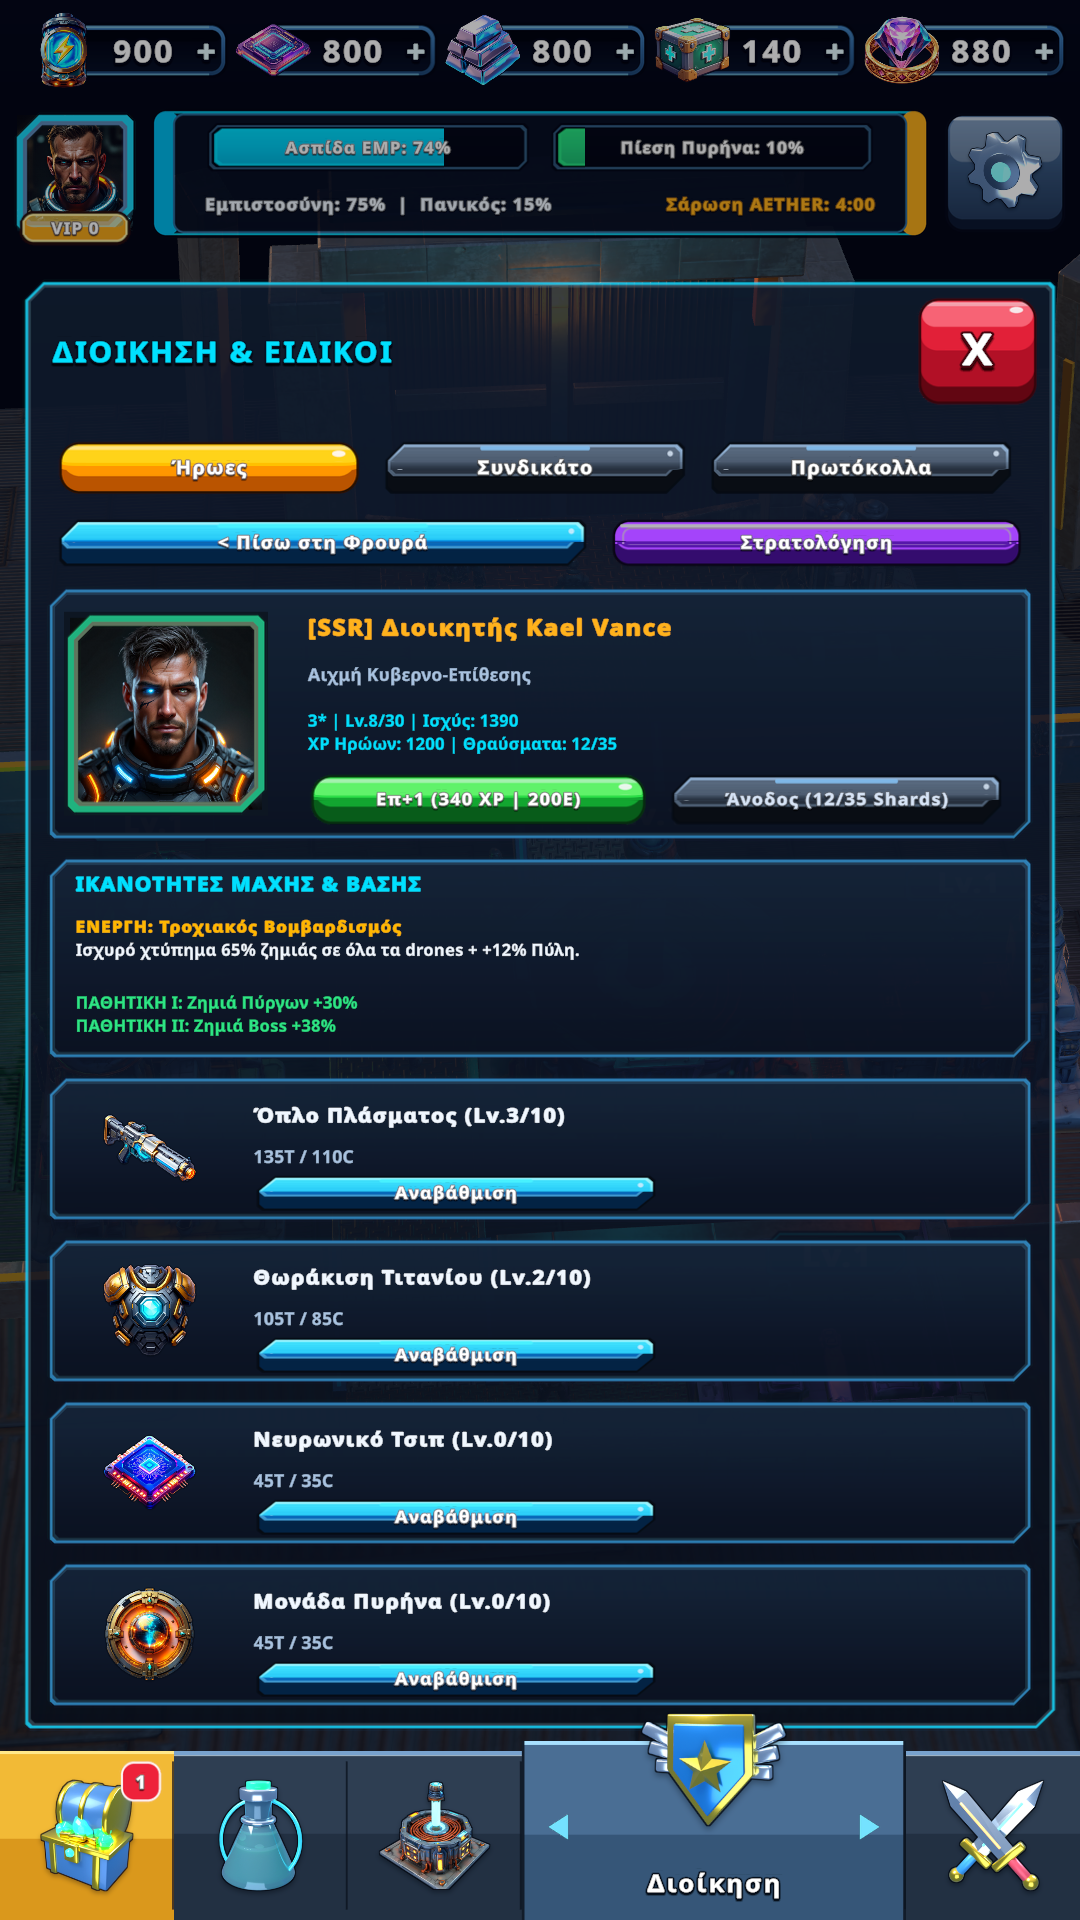 900 + 800 + 800 + 140 + 880 +
Ασπίδα EMP: 74% Πίεση Πυρήνα: 10%
Εμπιστοσύνη: 75% | Πανικός: 15% Σάρωση AETHER: 4:00
VIP 0
ΔΙΟΙΚΗΣΗ & ΕΙΔΙΚΟΙ
X
Ήρωες Συνδικάτο Πρωτόκολλα
< Πίσω στη Φρουρά Στρατολόγηση
[SSR] Διοικητής Kael Vance
Αιχμή Κυβερνο-Επίθεσης
3* | Lv.8/30 | Ισχύς: 1390
XP Ηρώων: 1200 | Θραύσματα: 12/35
Επ+1 (340 XP | 200E) Άνοδος (12/35 Shards)
ΙΚΑΝΟΤΗΤΕΣ ΜΑΧΗΣ & ΒΑΣΗΣ
ΕΝΕΡΓΗ: Τροχιακός Βομβαρδισμός
Ισχυρό χτύπημα 65% ζημιάς σε όλα τα drones + +12% Πύλη.
ΠΑΘΗΤΙΚΗ I: Ζημιά Πύργων +30%
ΠΑΘΗΤΙΚΗ II: Ζημιά Boss +38%
Όπλο Πλάσματος (Lv.3/10)
135T / 110C
Αναβάθμιση
Θωράκιση Τιτανίου (Lv.2/10)
105T / 85C
Αναβάθμιση
Νευρωνικό Τσιπ (Lv.0/10)
45T / 35C
Αναβάθμιση
Μονάδα Πυρήνα (Lv.0/10)
45T / 35C
Αναβάθμιση
1
Διοίκηση